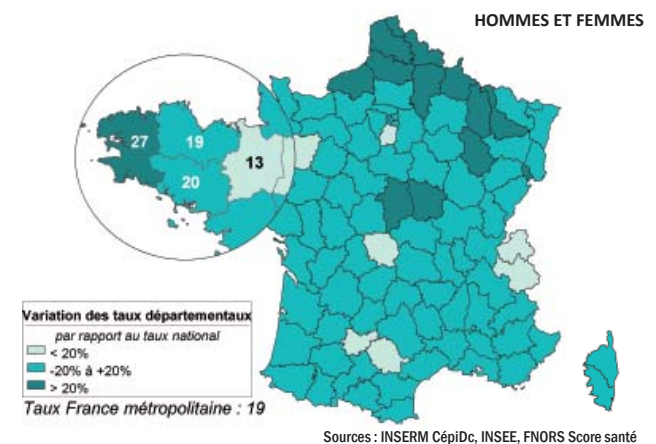 HOMMES ET FEMMES
27
19
13
20
Variation des taux départementaux
par rapport au taux national
< 20%
-20% à +20%
> 20%
Taux France métropolitaine : 19
Sources : INSERM CépiDc, INSEE, FNORS Score santé